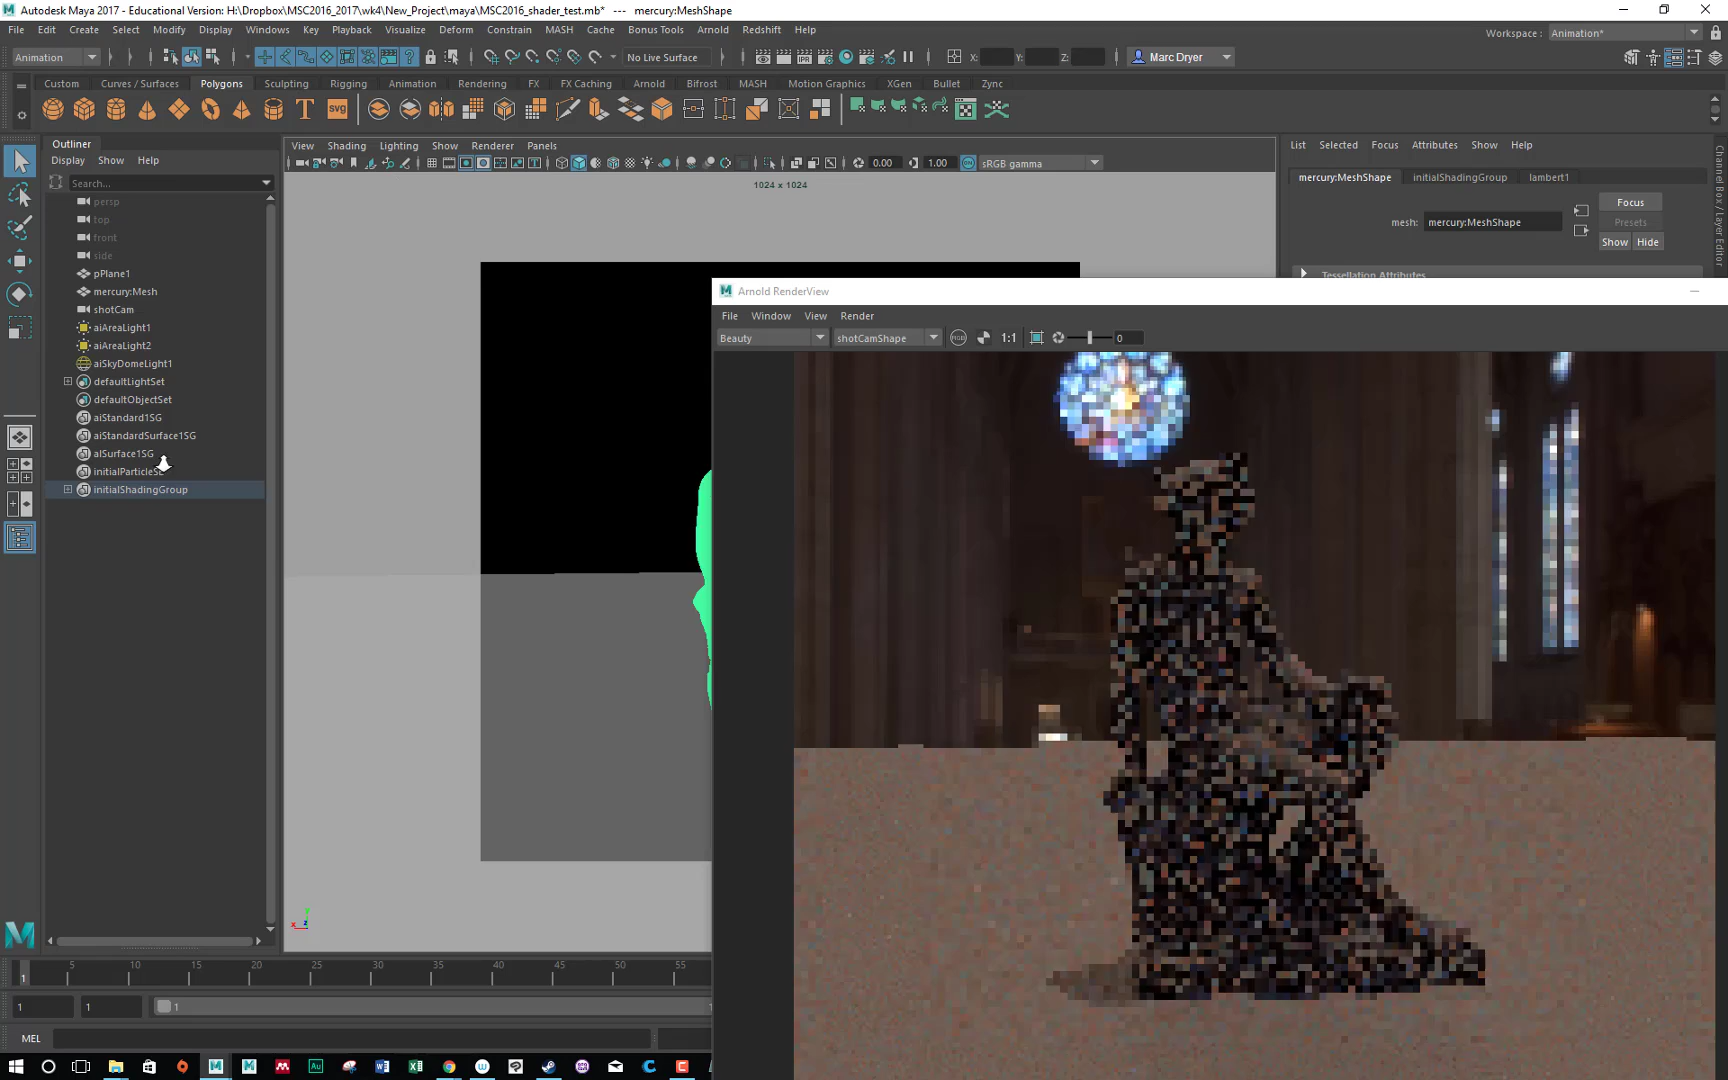 Autodesk Maya 2017 - Educational Version: H:\Dropbox\MSC2016_2017\wk4\New_Project\maya\MSC2016_shader_test.mb* --- mercury:MeshShape
File Edit Create Select Modify Display Windows Key Playback Visualize Deform Constrain MASH Cache Bonus Tools Arnold Redshift Help
Workspace : Animation*
Animation No Live Surface X: Y: Z: Marc Dryer
Custom Curves / Surfaces Polygons Sculpting Rigging Animation Rendering FX FX Caching Arnold Bifrost MASH Motion Graphics XGen Bullet Zync
T SVG
Outliner
Display Show Help
Search...
persp
top
front
side
pPlane1
mercury:Mesh
shotCam
aiAreaLight1
aiAreaLight2
aiSkyDomeLight1
defaultLightSet
defaultObjectSet
aiStandard1SG
aiStandardSurface1SG
alSurface1SG
initialParticleSE
initialShadingGroup
View Shading Lighting Show Renderer Panels
0.00 1.00 sRGB gamma
1024 x 1024
List Selected Focus Attributes Show Help
mercury:MeshShape initialShadingGroup lambert1
mesh: mercury:MeshShape
Focus
Presets
Show Hide
Tessellation Attributes
Channel Box / Layer Editor
Arnold RenderView
File Window View Render
Beauty shotCamShape 1:1 0
1 5 10 15 20 25 30 35 40 45 50 55
1 1 1
MEL